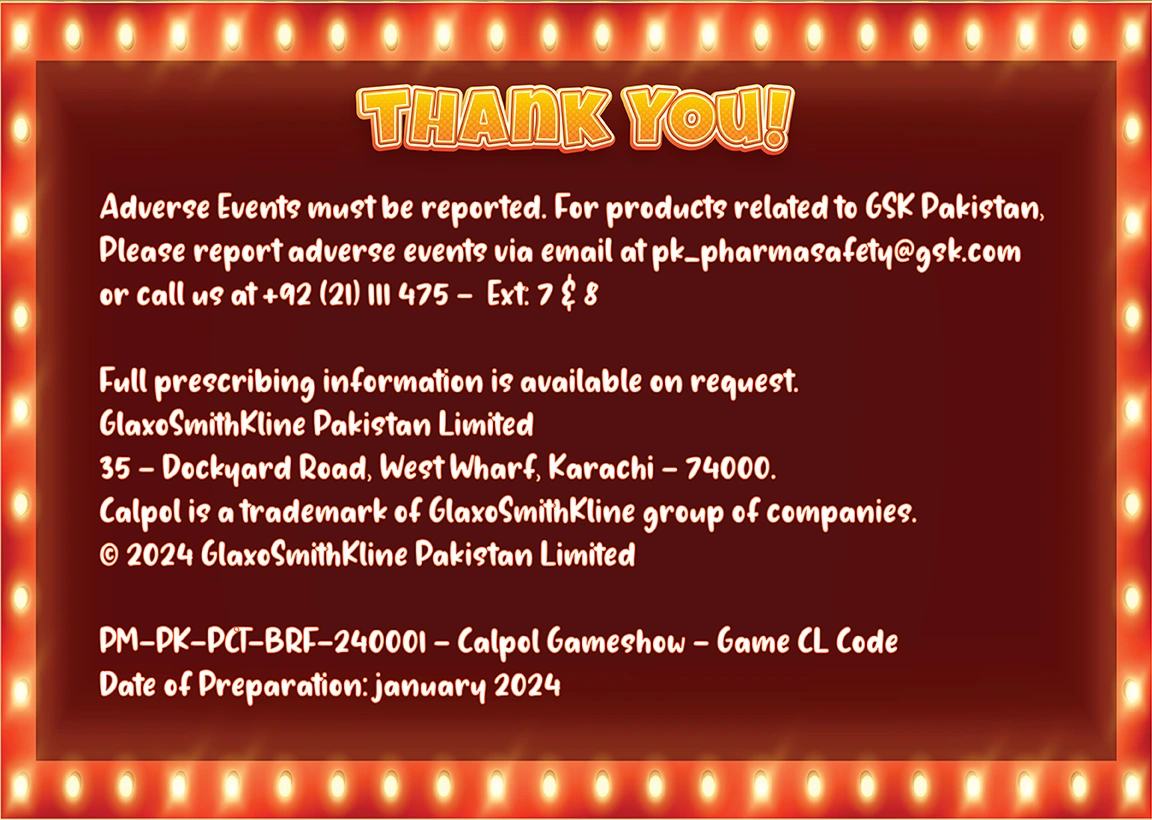 THANK YOU!
Adverse Events must be reported. For products related to GSK Pakistan,
Please report adverse events via email at pk_pharmasafety@gsk.com
or call us at +92 (21) 111 475 – Ext: 7 & 8
Full prescribing information is available on request.
GlaxoSmithKline Pakistan Limited
35 – Dockyard Road, West Wharf, Karachi – 74000.
Calpol is a trademark of GlaxoSmithKline group of companies.
© 2024 GlaxoSmithKline Pakistan Limited
PM–PK–PCT–BRF–240001 – Calpol Gameshow – Game CL Code
Date of Preparation: january 2024